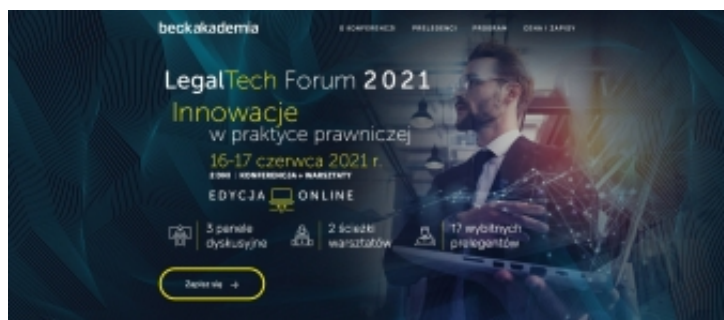 beckakademia
O KONFERENCJI PRELEGENCI PROGRAM CENA I ZAPISY
LegalTech Forum 2021
Innowacje
w praktyce prawniczej
16-17 czerwca 2021 r.
2 DNI | KONFERENCJA + WARSZTATY
EDYCJA ONLINE
3 panele
dyskusyjne
2 ścieżki
warsztatów
17 wybitnych
prelegentów
Zapisz się →